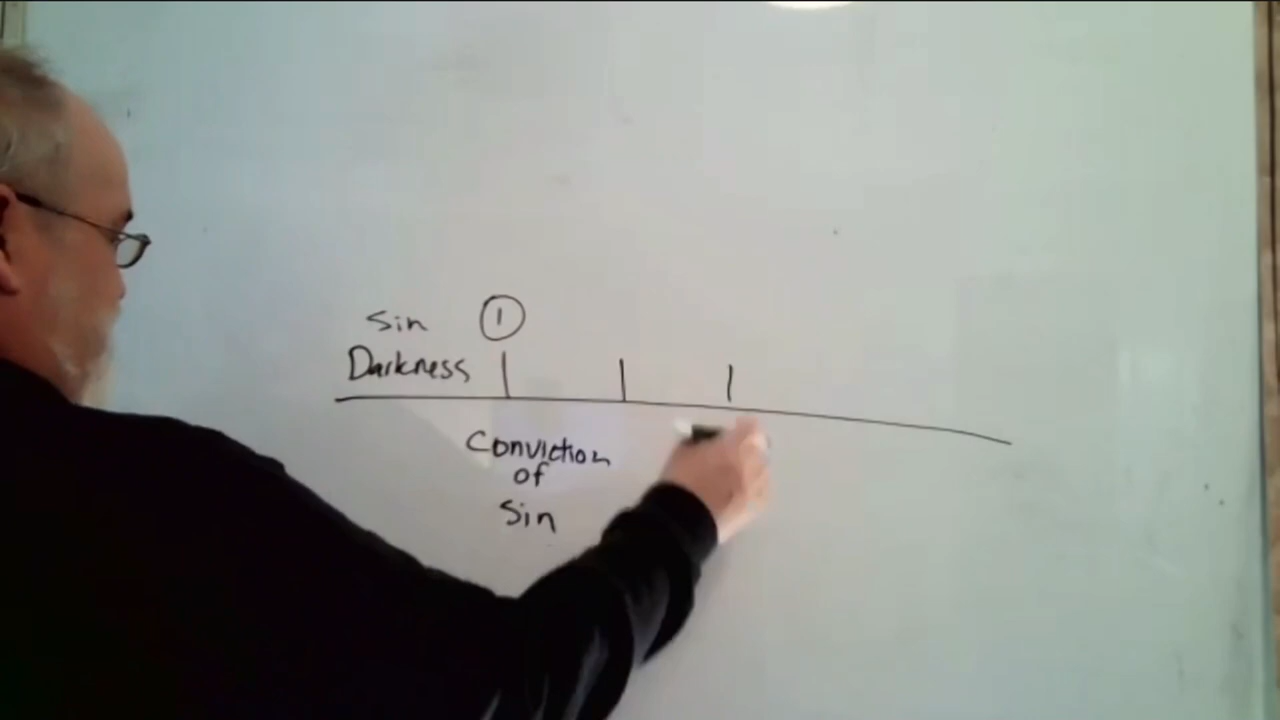 Sin ①
Darkness
Conviction
of
Sin